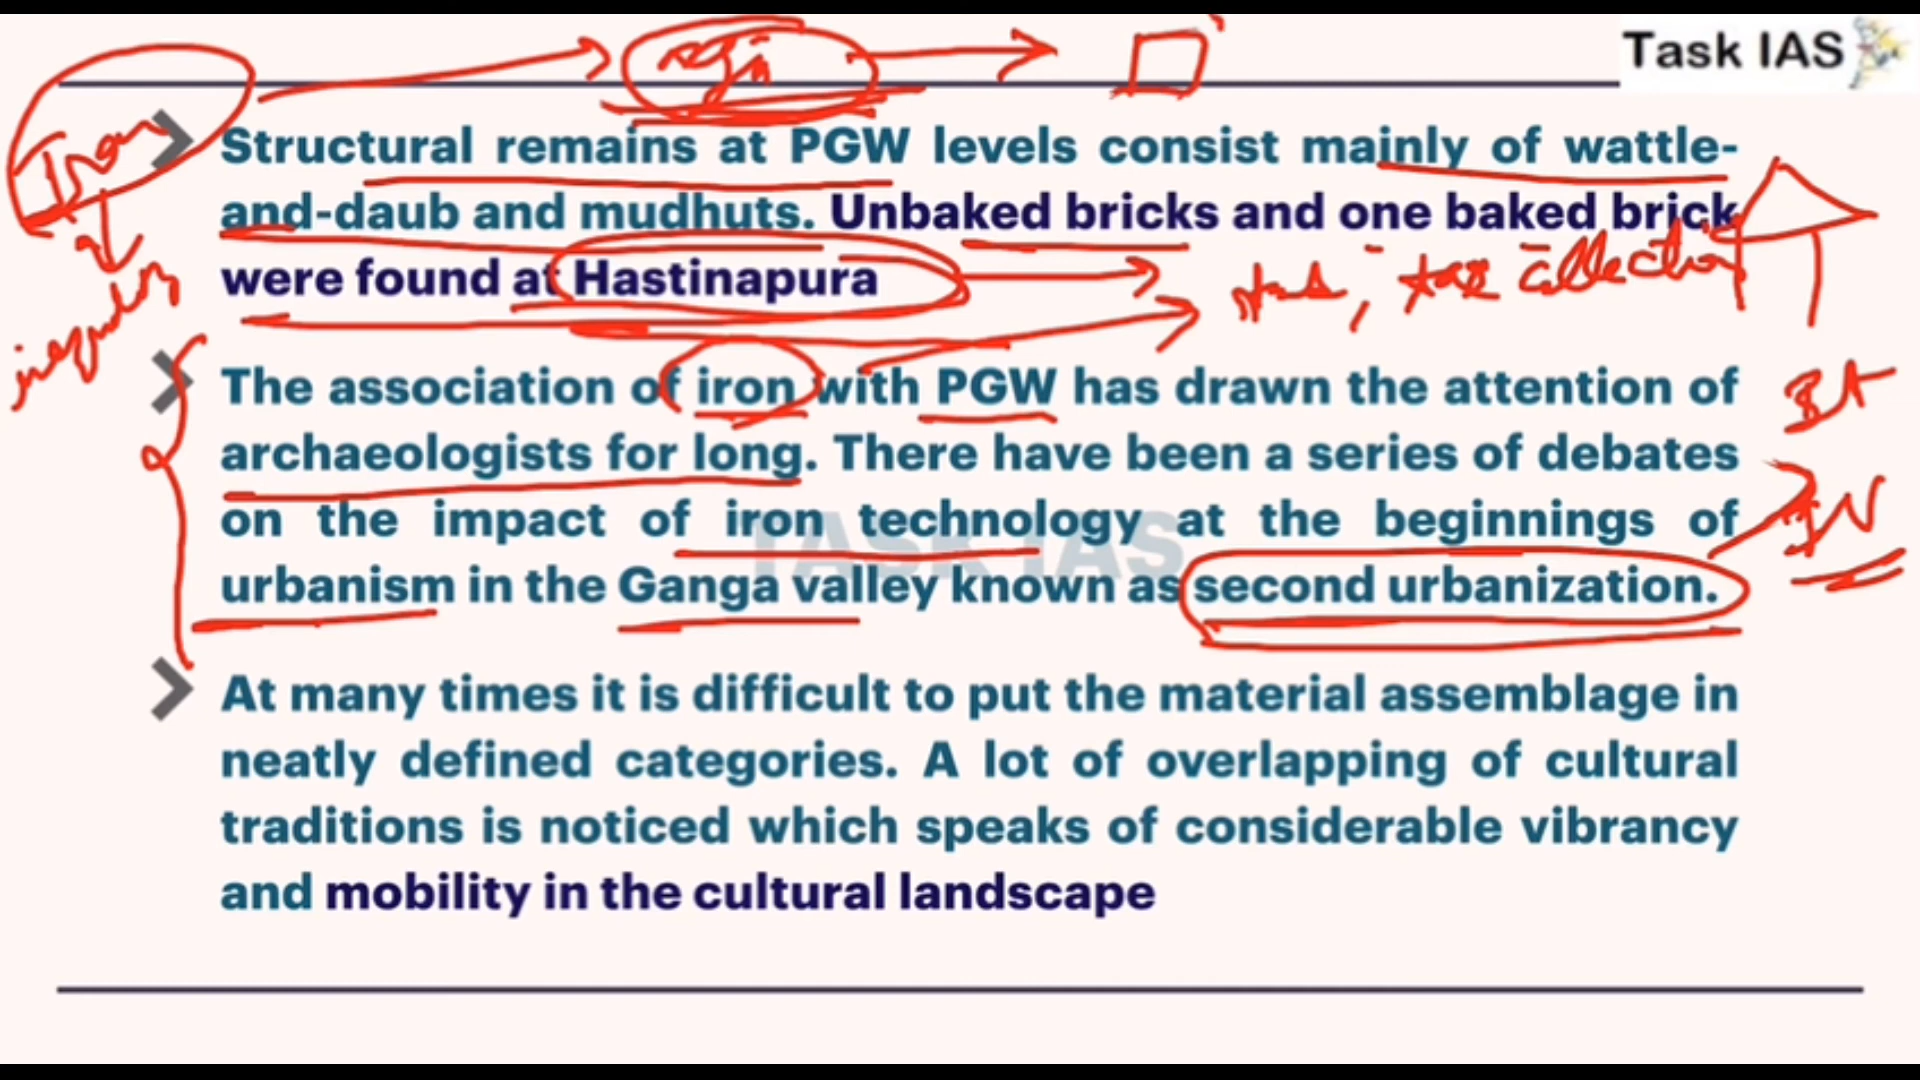 Task IAS
Structural remains at PGW levels consist mainly of wattle-
and-daub and mudhuts. Unbaked bricks and one baked brick
were found at Hastinapura
tax collection
The association of iron with PGW has drawn the attention of
archaeologists for long. There have been a series of debates
on the impact of iron technology at the beginnings of
TASK IAS
urbanism in the Ganga valley known as second urbanization.
At many times it is difficult to put the material assemblage in
neatly defined categories. A lot of overlapping of cultural
traditions is noticed which speaks of considerable vibrancy
and mobility in the cultural landscape